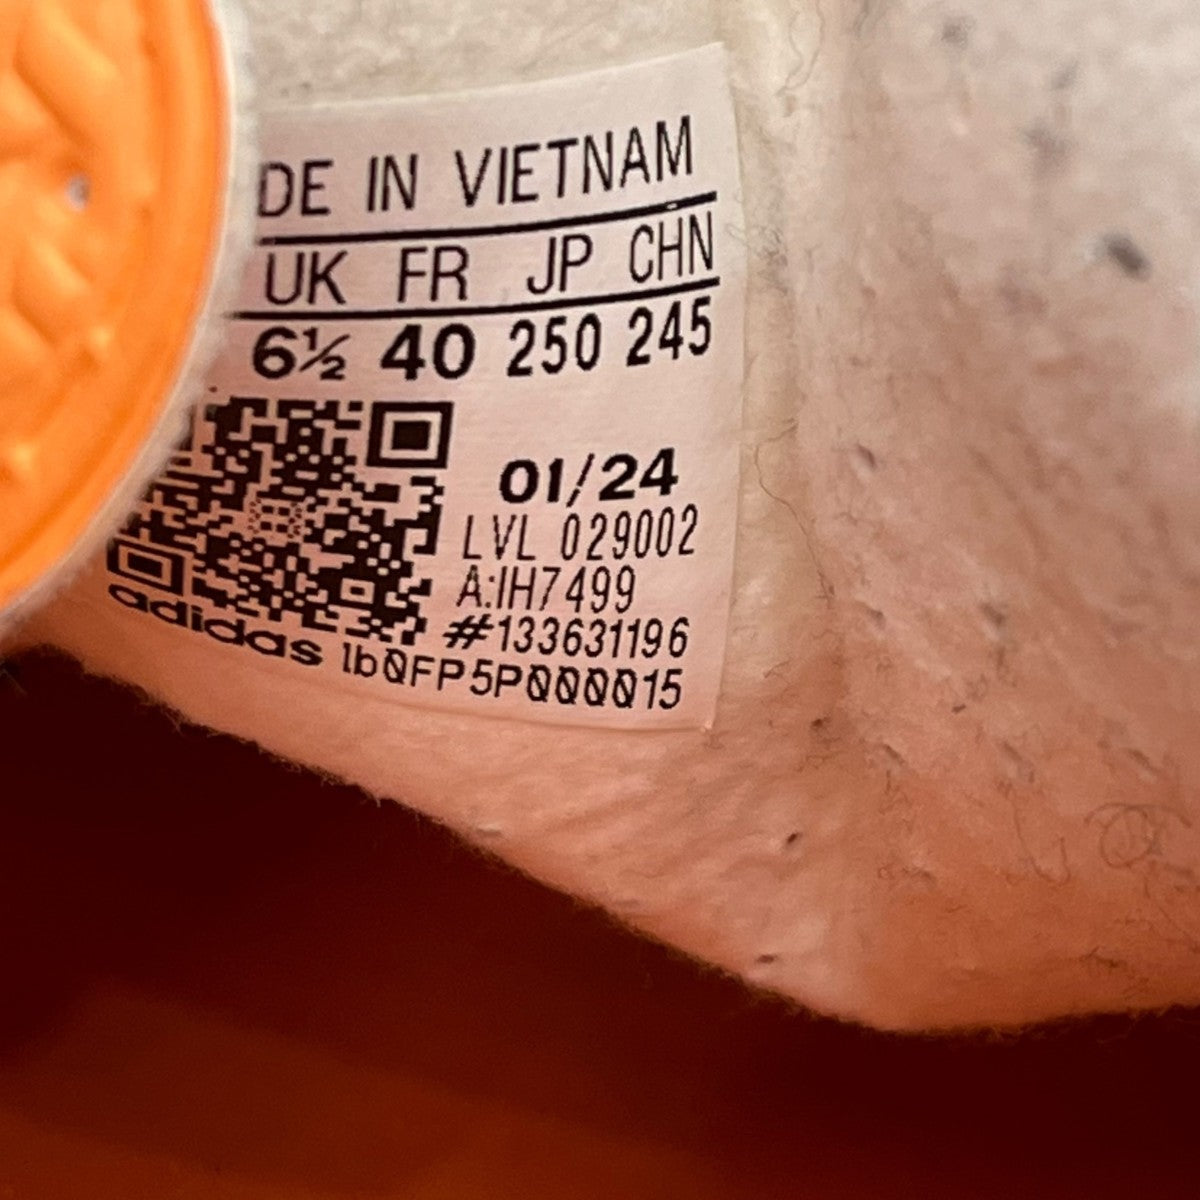 DE IN VIETNAM
UK FR JP CHN
6½ 40 250 245
01/24
LVL 029002
A:IH7499
#133631196
adidas 1b0FP5P000015